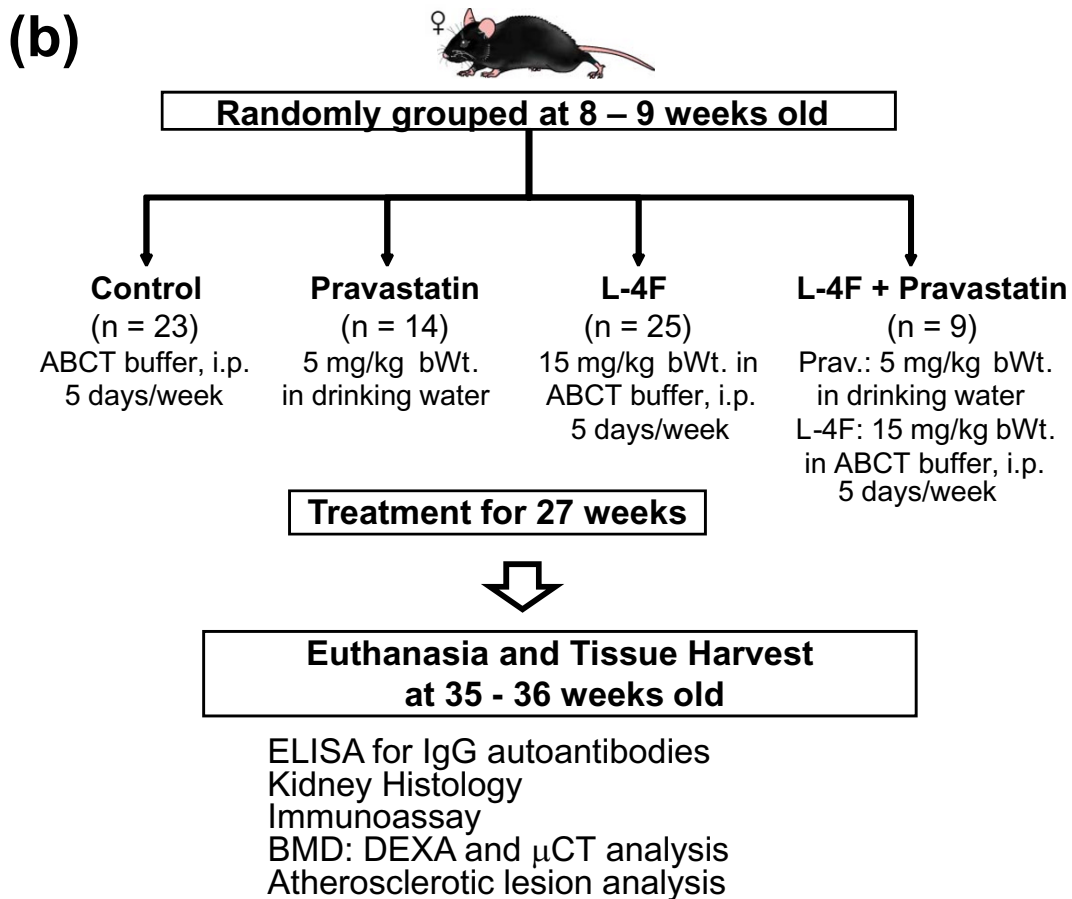 (b)
♀
Randomly grouped at 8 – 9 weeks old
Control
(n = 23)
ABCT buffer, i.p.
5 days/week
Pravastatin
(n = 14)
5 mg/kg bWt.
in drinking water
L-4F
(n = 25)
15 mg/kg bWt. in
ABCT buffer, i.p.
5 days/week
L-4F + Pravastatin
(n = 9)
Prav.: 5 mg/kg bWt.
in drinking water
L-4F: 15 mg/kg bWt.
in ABCT buffer, i.p.
5 days/week
Treatment for 27 weeks
Euthanasia and Tissue Harvest
at 35 - 36 weeks old
ELISA for IgG autoantibodies
Kidney Histology
Immunoassay
BMD: DEXA and μCT analysis
Atherosclerotic lesion analysis